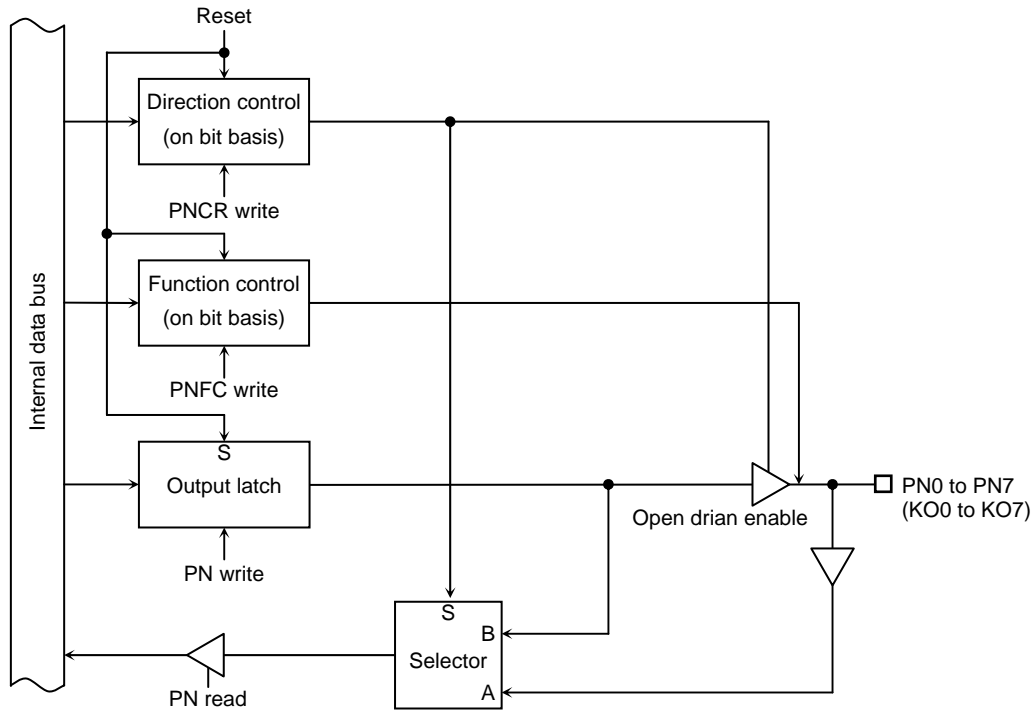 Reset
Internal data bus
Direction control
(on bit basis)
PNCR write
Function control
(on bit basis)
PNFC write
S
Output latch
PN write
Open drian enable
PN0 to PN7
(KO0 to KO7)
S
B
Selector
A
PN read